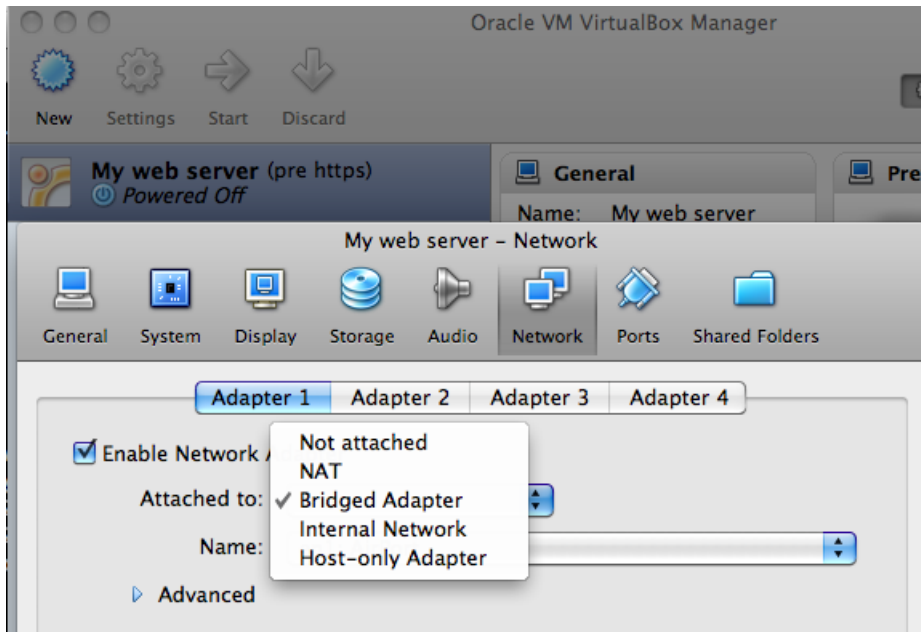 Oracle VM VirtualBox Manager
New Settings Start Discard
My web server (pre https)
Powered Off
General
Pre
Name: My web server
My web server – Network
General System Display Storage Audio Network Ports Shared Folders
Adapter 1 Adapter 2 Adapter 3 Adapter 4
Enable Network
Not attached
NAT
Attached to: ✓ Bridged Adapter
Internal Network
Name:
Host-only Adapter
Advanced